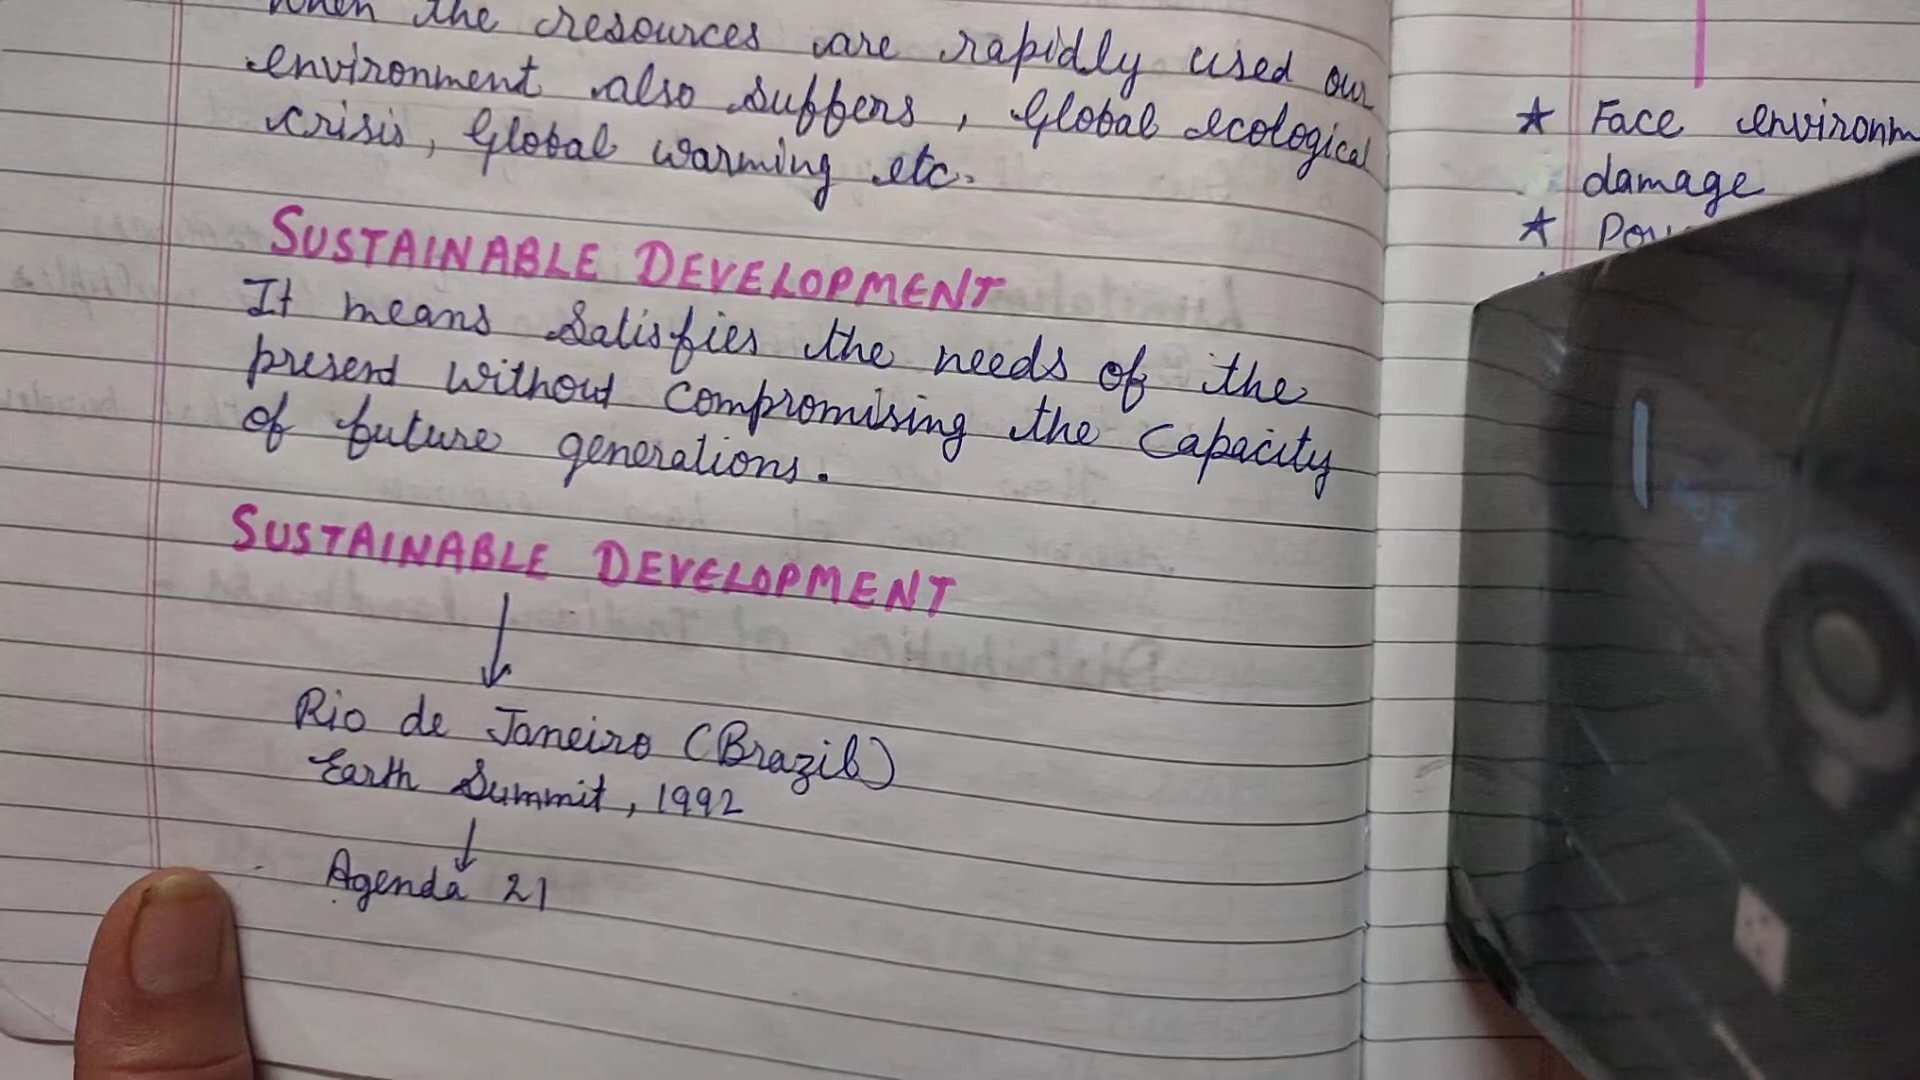 When the resources are rapidly used our
environment also suffers, Global ecological
crisis, Global warming etc.
SUSTAINABLE DEVELOPMENT
It means Satisfies the needs of the
present without compromising the capacity
of future generations.
SUSTAINABLE DEVELOPMENT
↓
Rio de Janeiro (Brazil)
Earth Summit, 1992
↓
Agenda 21
★ Face
damage
★